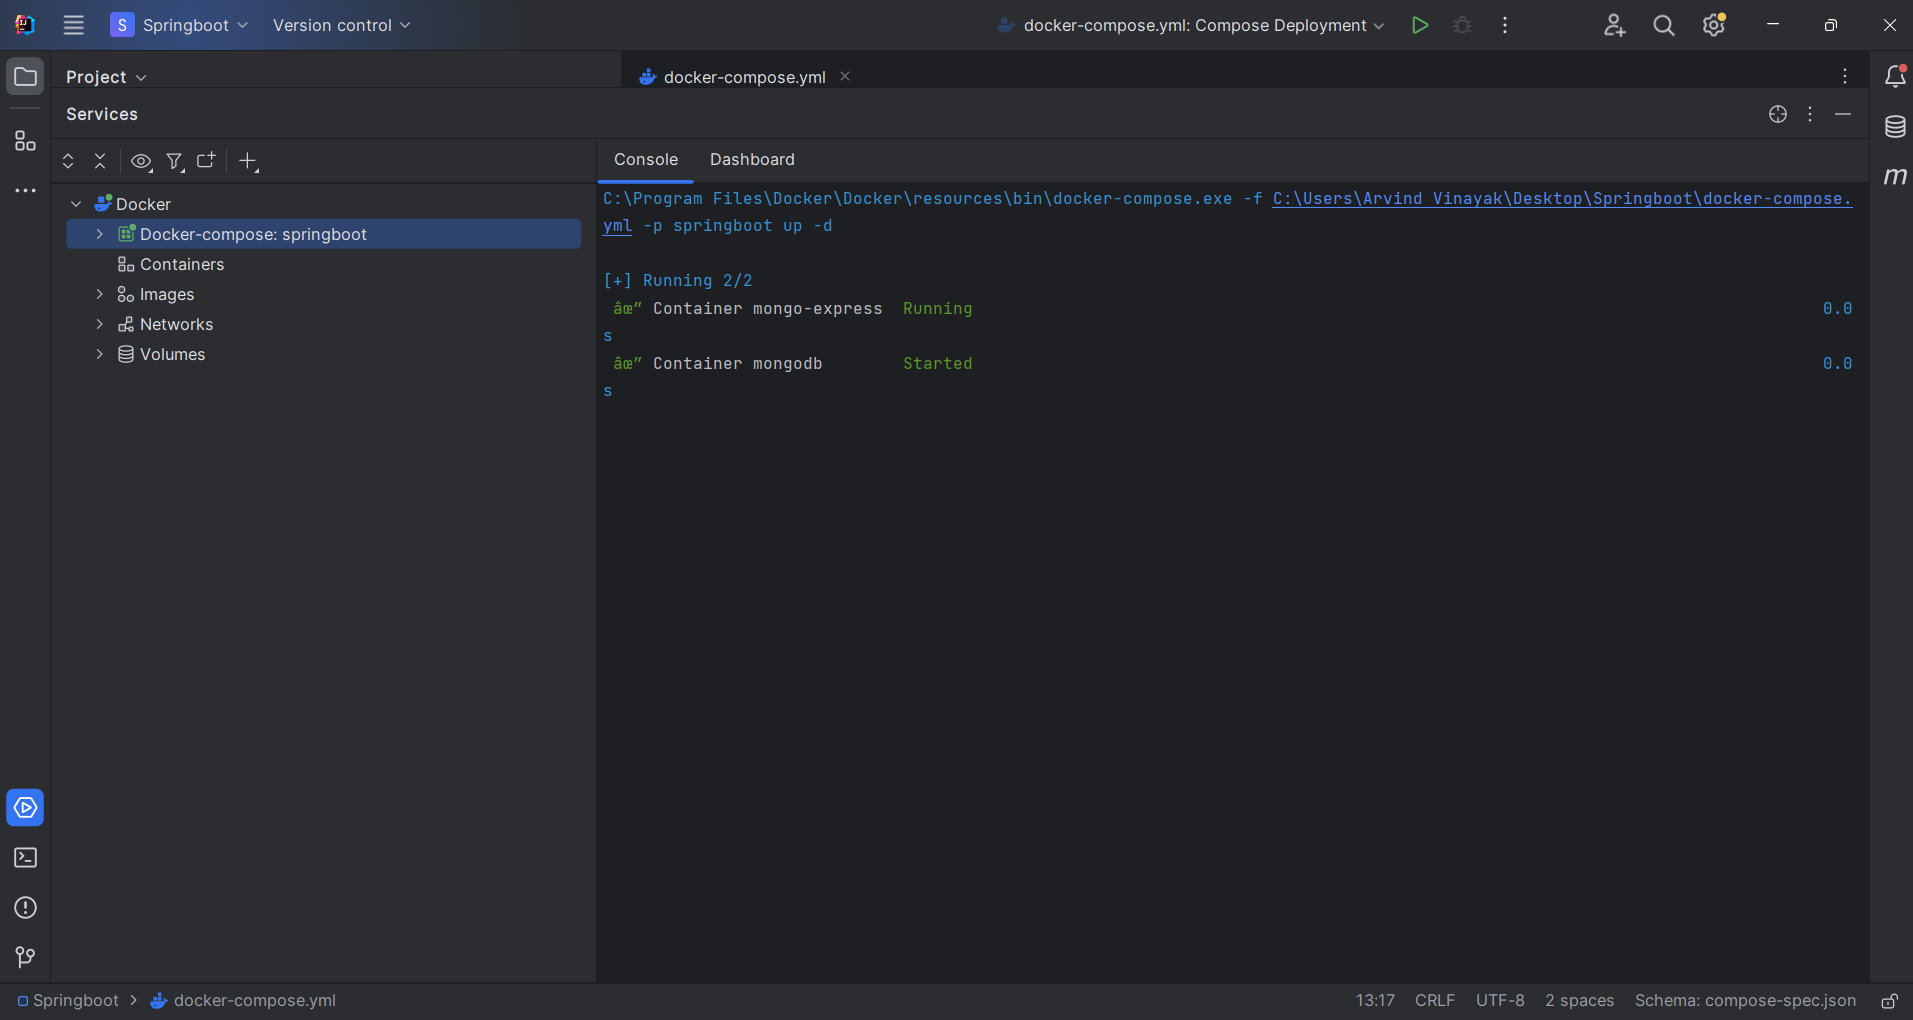 S Springboot Version control docker-compose.yml: Compose Deployment
Project docker-compose.yml
Services
Console Dashboard
Docker
Docker-compose: springboot
Containers
Images
Networks
Volumes
C:\Program Files\Docker\Docker\resources\bin\docker-compose.exe -f C:\Users\Arvind Vinayak\Desktop\Springboot\docker-compose.
yml -p springboot up -d
[+] Running 2/2
âœ” Container mongo-express Running 0.0
s
âœ” Container mongodb Started 0.0
s
m
Springboot > docker-compose.yml 13:17 CRLF UTF-8 2 spaces Schema: compose-spec.json